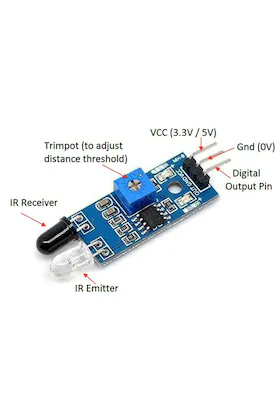 VCC (3.3V / 5V)
Trimpot (to adjust
distance threshold)
Gnd (0V)
Digital
Output Pin
IR Receiver
IR Emitter